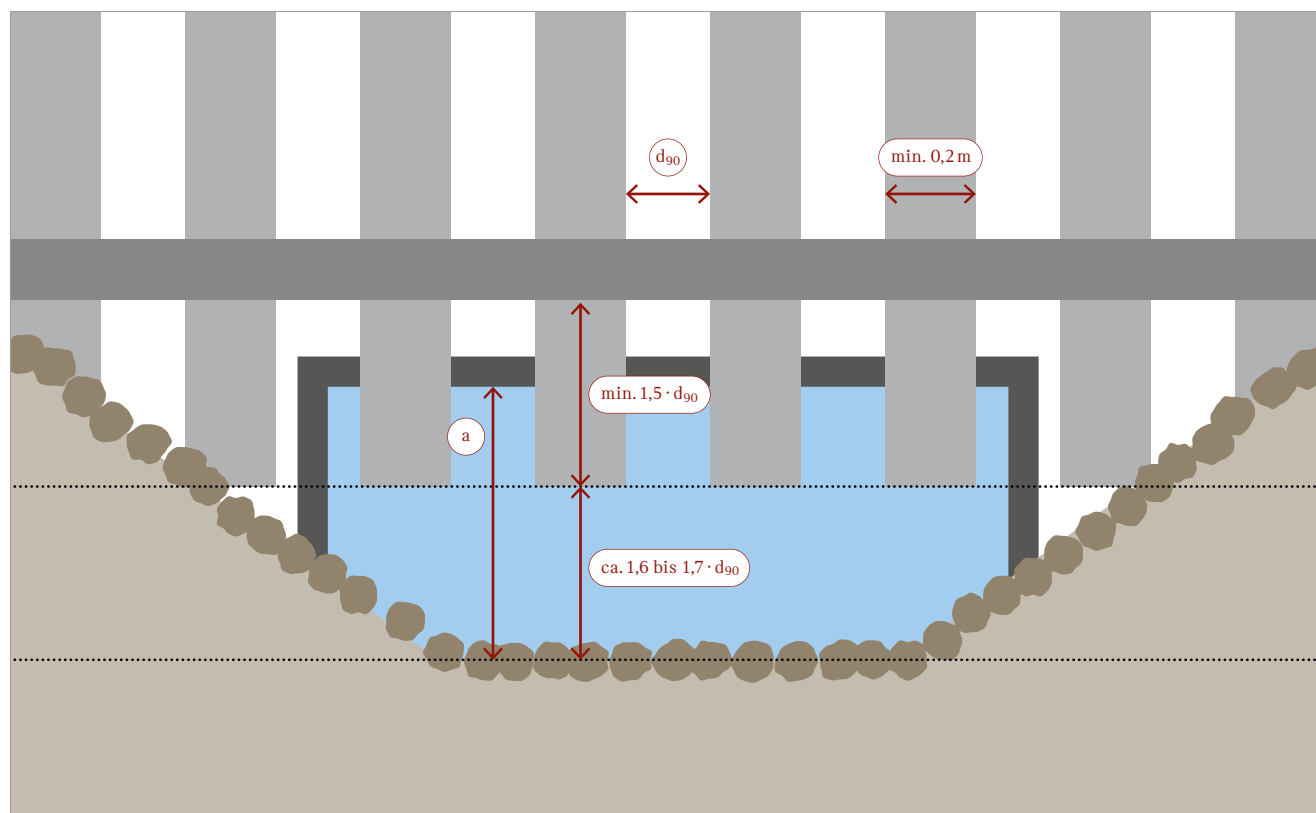 d₉₀
min. 0,2 m
min. 1,5 · d₉₀
a
ca. 1,6 bis 1,7 · d₉₀